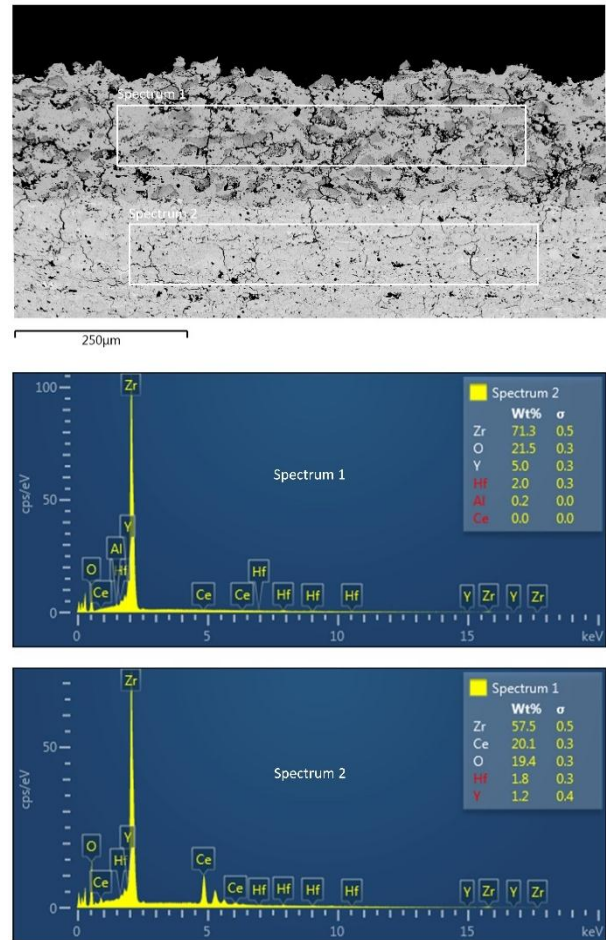 Spectrum 1
Spectrum 2
250µm
100
50
0
cps/eV
Zr
Y
Al
Hf
O
Ce
Ce
Ce
Hf
Hf
Hf
Hf
Y
Zr
Y
Zr
0
5
10
15
keV
Spectrum 1
Spectrum 2
Wt% σ
Zr 71.3 0.5
O 21.5 0.3
Y 5.0 0.3
Hf 2.0 0.3
Al 0.2 0.0
Ce 0.0 0.0
50
0
cps/eV
Zr
Y
Hf
O
Ce
Ce
Ce
Hf
Hf
Hf
Hf
Y
Zr
Y
Zr
0
5
10
15
keV
Spectrum 2
Spectrum 1
Wt% σ
Zr 57.5 0.5
Ce 20.1 0.3
O 19.4 0.3
Hf 1.8 0.3
Y 1.2 0.4